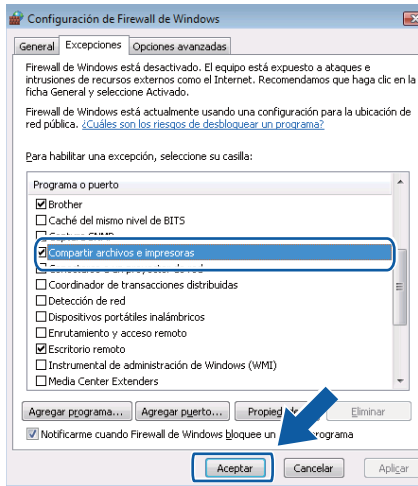 Configuración de Firewall de Windows
General Excepciones Opciones avanzadas
Firewall de Windows está desactivado. El equipo está expuesto a ataques e
intrusiones de recursos externos como el Internet. Recomendamos que haga clic en la
ficha General y seleccione Activado.
Firewall de Windows está actualmente usando una configuración para la ubicación de
red pública. ¿Cuáles son los riesgos de desbloquear un programa?
Para habilitar una excepción, seleccione su casilla:
Programa o puerto
Brother
Caché del mismo nivel de BITS
Captura SNMP
Compartir archivos e impresoras
Coordinador de transacciones distribuidas
Detección de red
Dispositivos portátiles inalámbricos
Enrutamiento y acceso remoto
Escritorio remoto
Instrumental de administración de Windows (WMI)
Media Center Extenders
Agregar programa... Agregar puerto... Eliminar
Notificarme cuando Firewall de Windows bloquee un programa
Aceptar Cancelar Aplicar